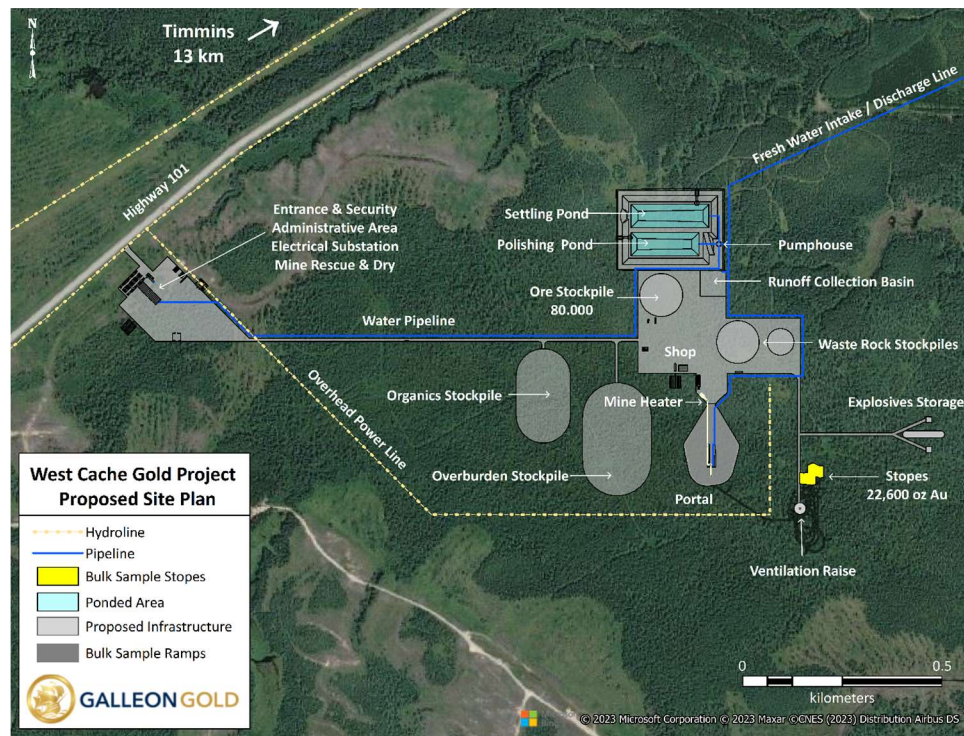 N
Timmins
13 km
Highway 101
Fresh Water Intake / Discharge Line
Entrance & Security
Administrative Area
Electrical Substation
Mine Rescue & Dry
Settling Pond
Polishing Pond
Pumphouse
Runoff Collection Basin
Ore Stockpile
80.000
Water Pipeline
Waste Rock Stockpiles
Shop
Overhead Power Line
Organics Stockpile
Mine Heater
Explosives Storage
Overburden Stockpile
Portal
Stopes
22,600 oz Au
Ventilation Raise
West Cache Gold Project
Proposed Site Plan
Hydroline
Pipeline
Bulk Sample Stopes
Ponded Area
Proposed Infrastructure
Bulk Sample Ramps
GALLEON GOLD
0 0.5
kilometers
© 2023 Microsoft Corporation © 2023 Maxar ©CNES (2023) Distribution Airbus DS